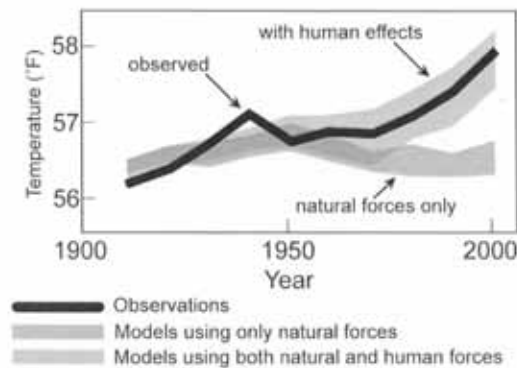 58
with human effects
observed
Temperature (°F)
57
56
natural forces only
1900
1950
2000
Year
Observations
Models using only natural forces
Models using both natural and human forces